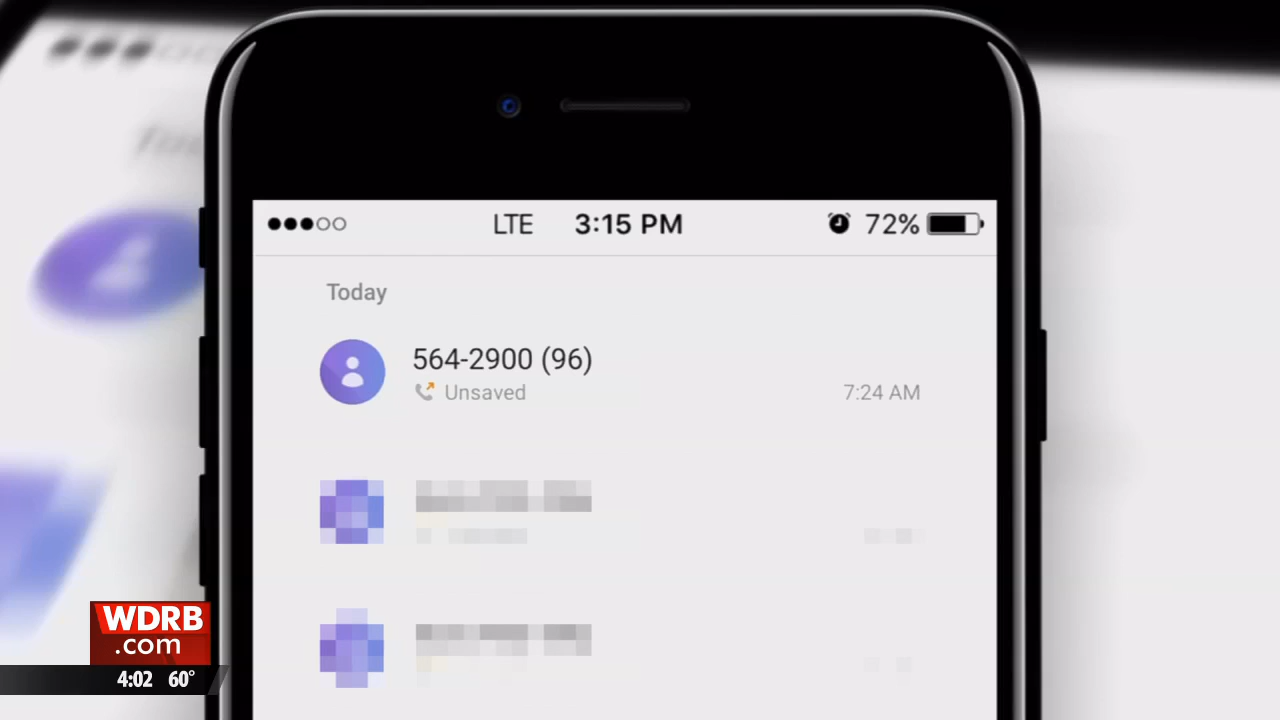 LTE 3:15 PM 72%
Today
564-2900 (96)
Unsaved 7:24 AM
WDRB
.com
4:02 60°